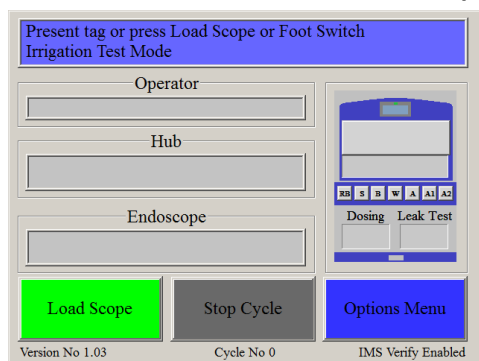 Present tag or press Load Scope or Foot Switch
Irrigation Test Mode
Operator
Hub
Endoscope
RB S B W A A1 A2
Dosing Leak Test
Load Scope Stop Cycle Options Menu
Version No 1.03 Cycle No 0 IMS Verify Enabled